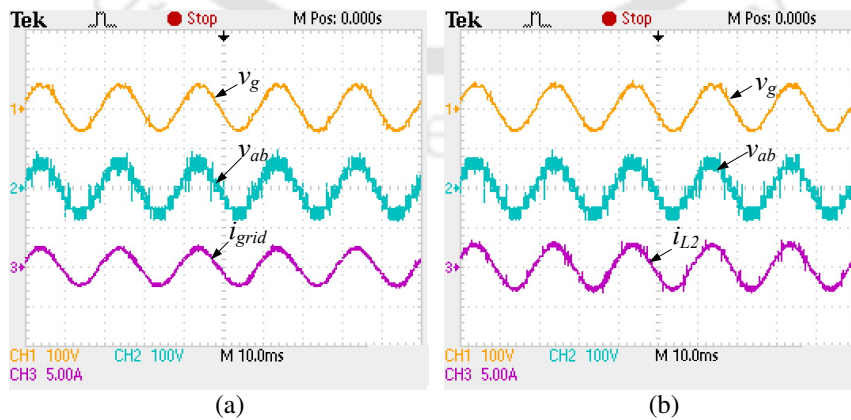 Tek Stop M Pos: 0.000s
1 v_g
2 v_ab
3 i_grid
CH1 100V CH2 100V M 10.0ms
CH3 5.00A
(a)
Tek Stop M Pos: 0.000s
1 v_g
2 v_ab
3 i_L2
CH1 100V CH2 100V M 10.0ms
CH3 5.00A
(b)